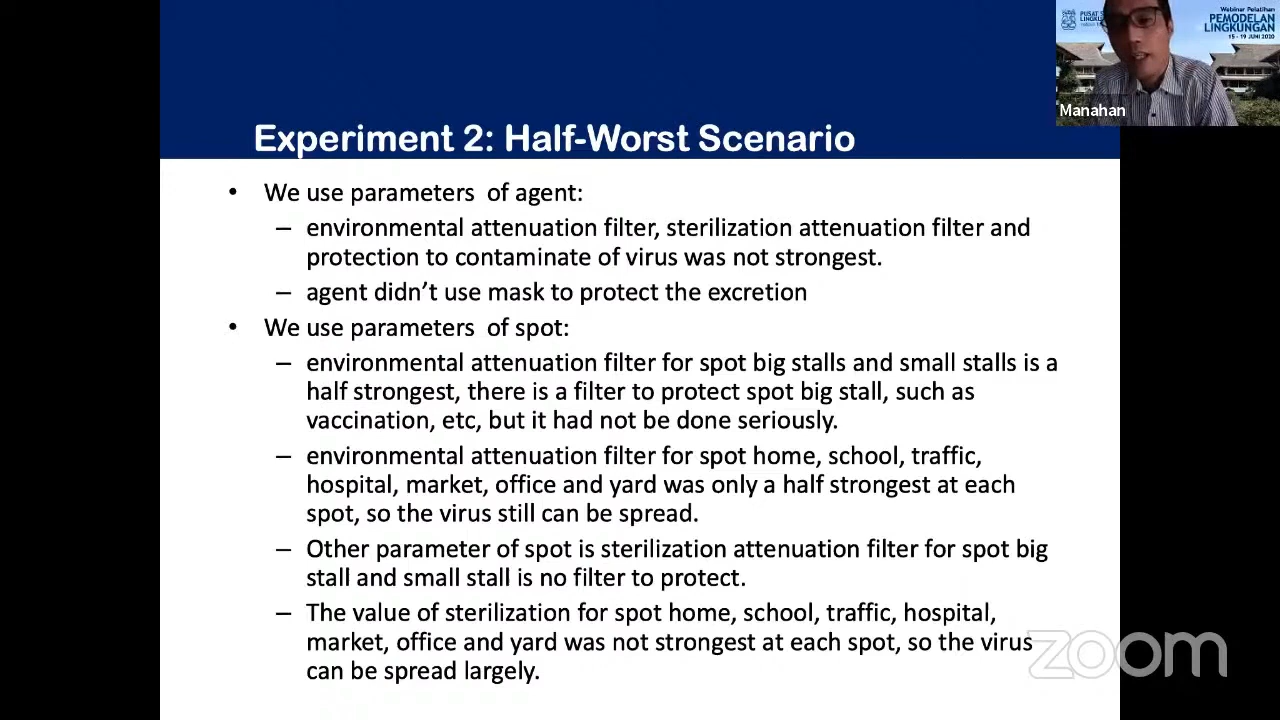 Webinar Pelatihan
PEMODELAN
LINGKUNGAN
15 - 19 JUNI 2020
Manahan
Experiment 2: Half-Worst Scenario
• We use parameters of agent:
– environmental attenuation filter, sterilization attenuation filter and
protection to contaminate of virus was not strongest.
– agent didn’t use mask to protect the excretion
• We use parameters of spot:
– environmental attenuation filter for spot big stalls and small stalls is a
half strongest, there is a filter to protect spot big stall, such as
vaccination, etc, but it had not be done seriously.
– environmental attenuation filter for spot home, school, traffic,
hospital, market, office and yard was only a half strongest at each
spot, so the virus still can be spread.
– Other parameter of spot is sterilization attenuation filter for spot big
stall and small stall is no filter to protect.
– The value of sterilization for spot home, school, traffic, hospital,
market, office and yard was not strongest at each spot, so the virus
can be spread largely.
zoom